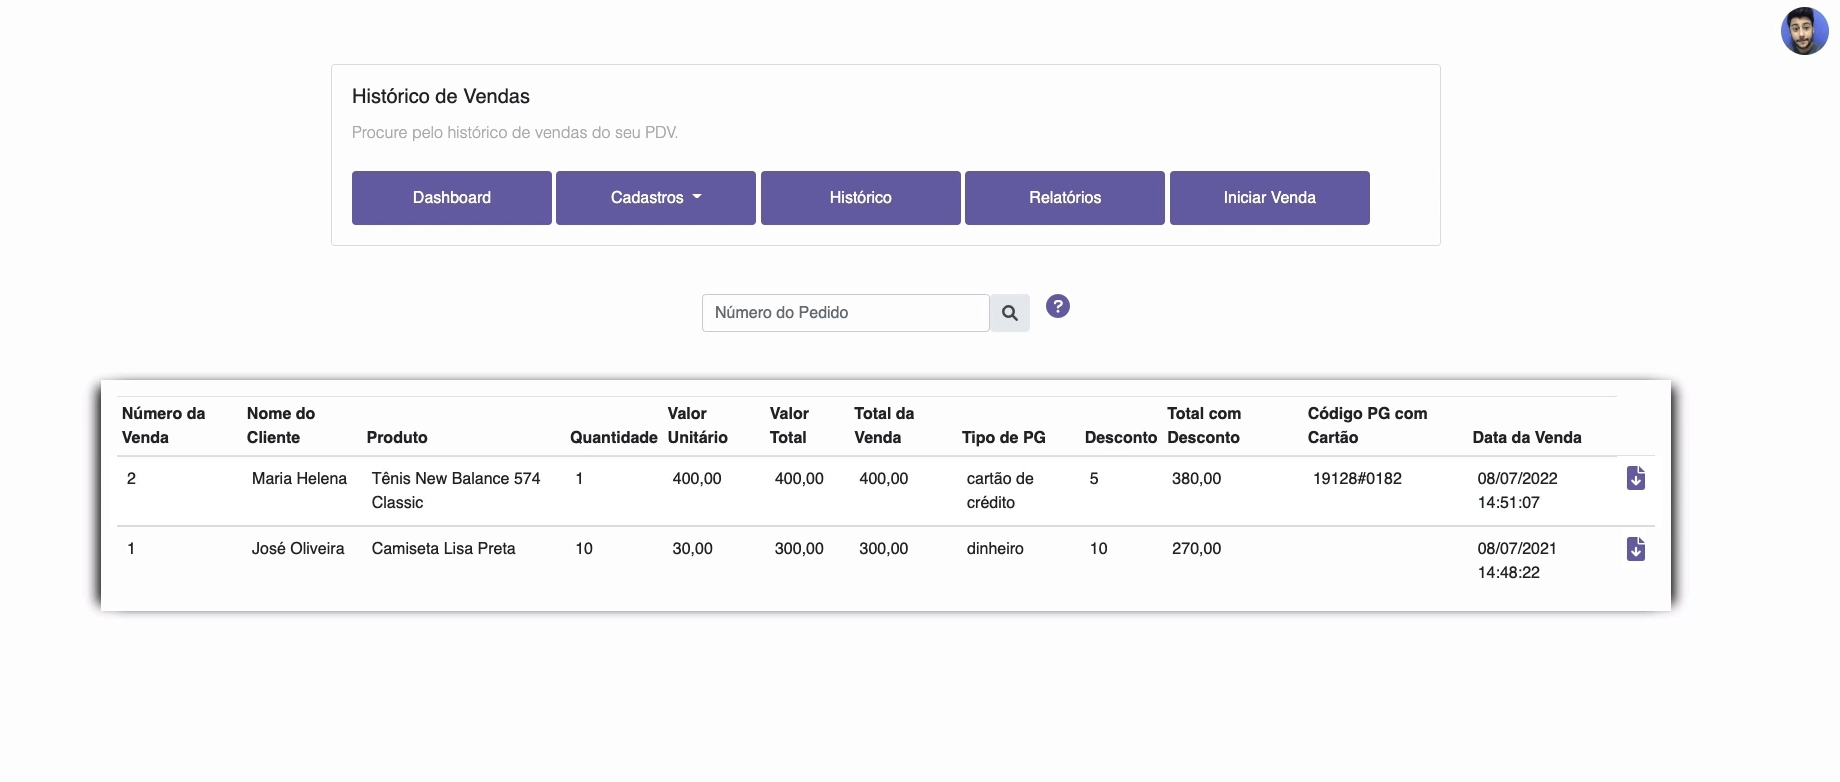 Histórico de Vendas
Procure pelo histórico de vendas do seu PDV.
Dashboard Cadastros Histórico Relatórios Iniciar Venda
Número do Pedido ?
Número da Venda Nome do Cliente Produto Quantidade Valor Unitário Valor Total Total da Venda Tipo de PG Desconto Total com Desconto Código PG com Cartão Data da Venda
2 Maria Helena Tênis New Balance 574 Classic 1 400,00 400,00 400,00 cartão de crédito 5 380,00 19128#0182 08/07/2022 14:51:07
1 José Oliveira Camiseta Lisa Preta 10 30,00 300,00 300,00 dinheiro 10 270,00 08/07/2021 14:48:22